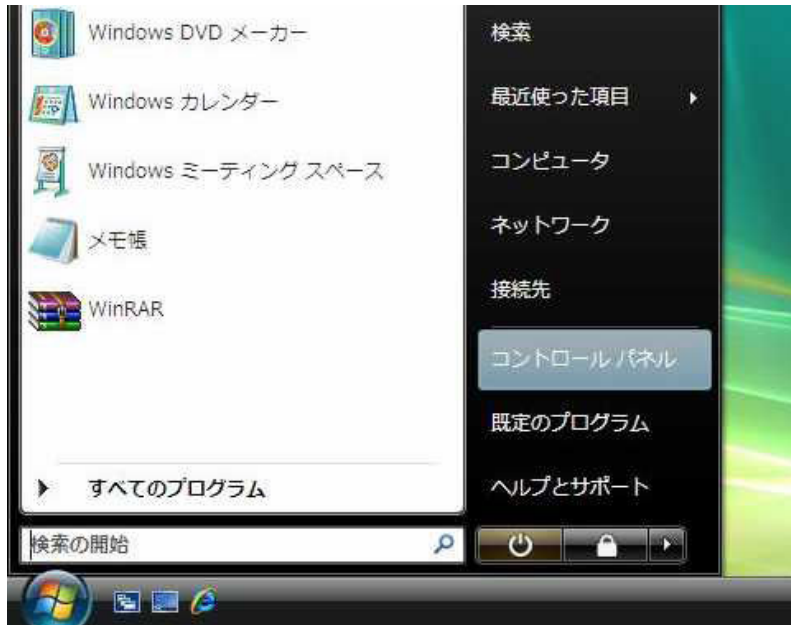 Windows DVD メーカー
Windows カレンダー
Windows ミーティング スペース
メモ帳
WinRAR
すべてのプログラム
検索の開始
検索
最近使った項目
コンピュータ
ネットワーク
接続先
コントロール パネル
既定のプログラム
ヘルプとサポート